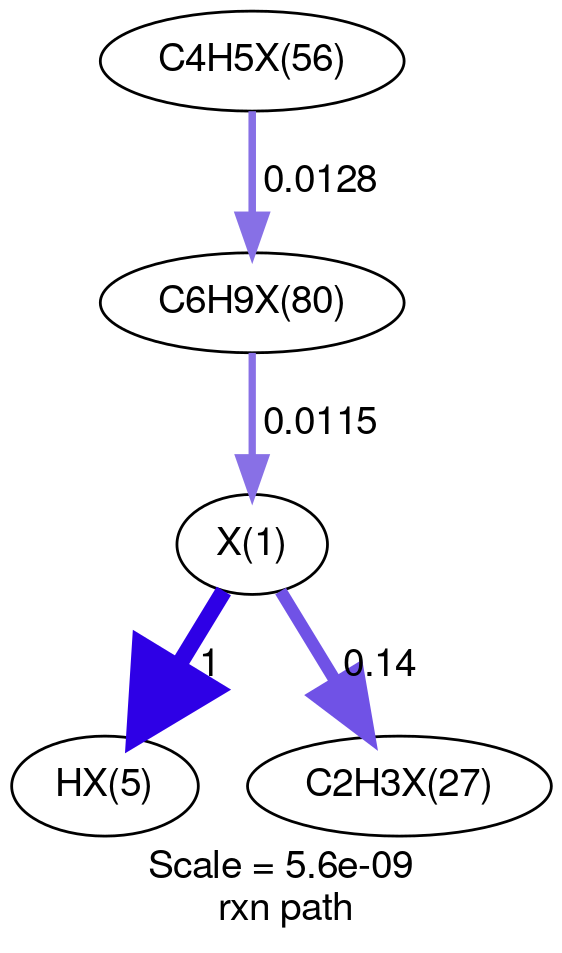 C4H5X(56)
0.0128
C6H9X(80)
0.0115
X(1)
1
0.14
HX(5)
C2H3X(27)
Scale = 5.6e-09
rxn path